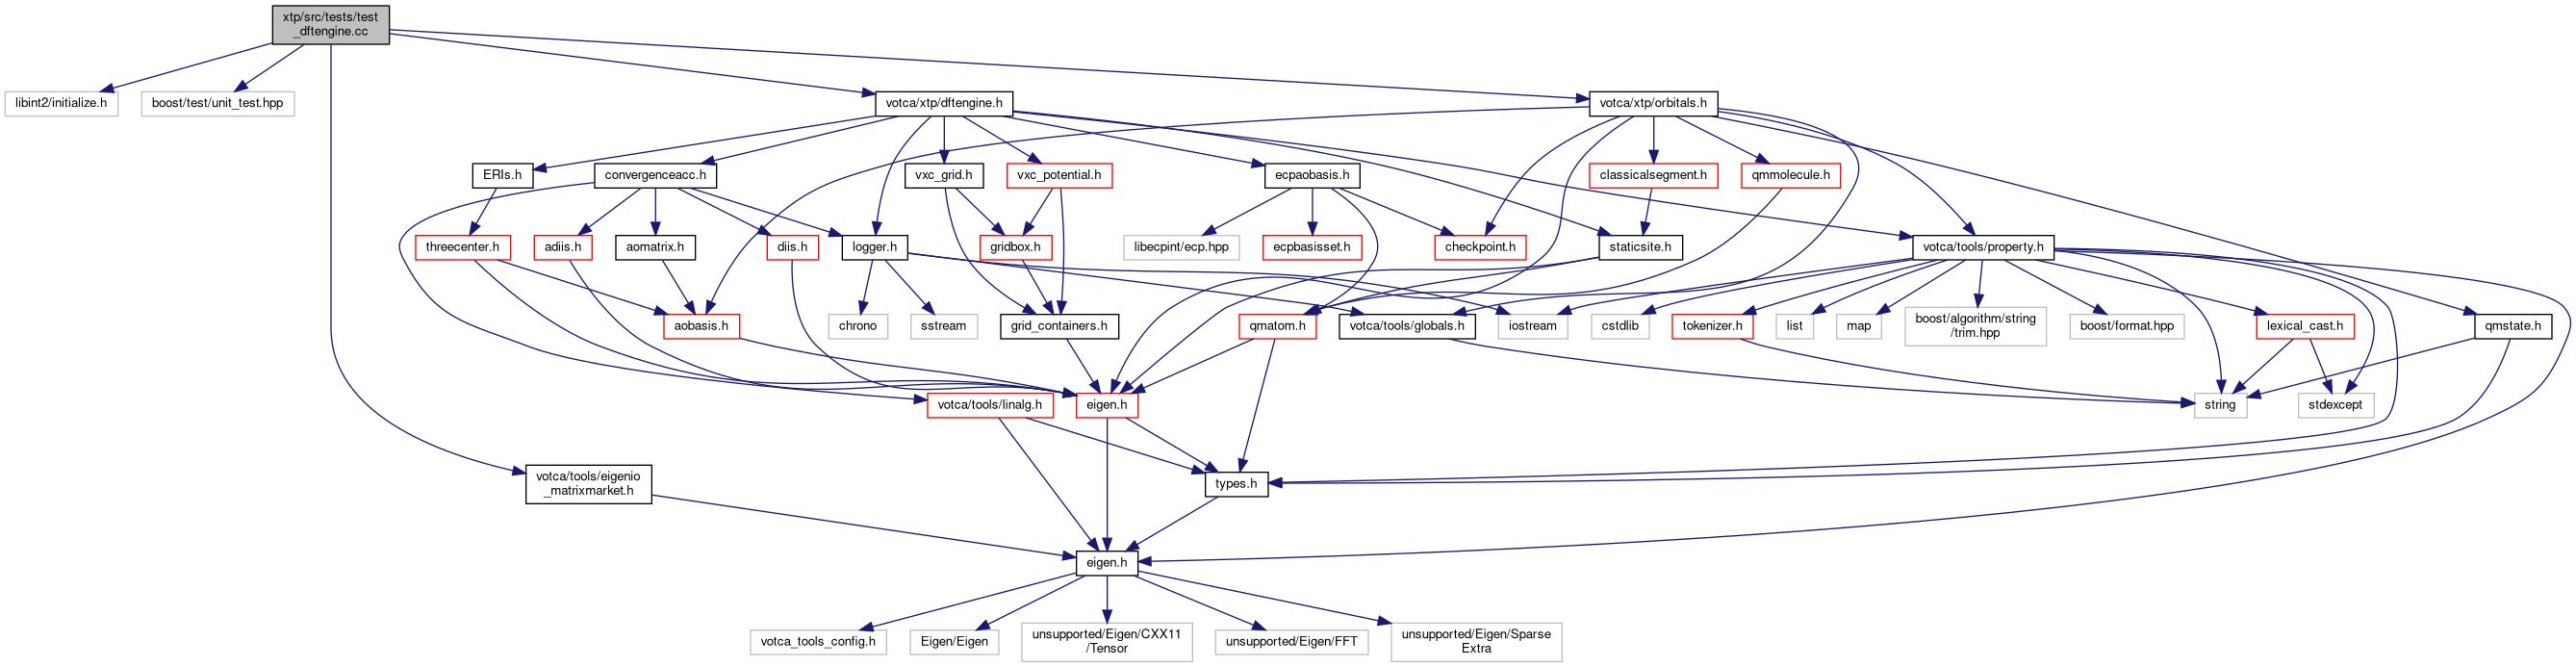 xtp/src/tests/test
_dftengine.cc
libint2/initialize.h
boost/test/unit_test.hpp
votca/xtp/dftengine.h
votca/xtp/orbitals.h
ERIs.h
convergenceacc.h
vxc_grid.h
vxc_potential.h
ecpaobasis.h
classicalsegment.h
qmmolecule.h
threecenter.h
adiis.h
aomatrix.h
diis.h
logger.h
gridbox.h
libecpint/ecp.hpp
ecpbasisset.h
checkpoint.h
staticsite.h
votca/tools/property.h
aobasis.h
chrono
sstream
grid_containers.h
qmatom.h
votca/tools/globals.h
iostream
cstdlib
tokenizer.h
list
map
boost/algorithm/string
/trim.hpp
boost/format.hpp
lexical_cast.h
qmstate.h
votca/tools/linalg.h
eigen.h
string
stdexcept
votca/tools/eigenio
_matrixmarket.h
types.h
eigen.h
votca_tools_config.h
Eigen/Eigen
unsupported/Eigen/CXX11
/Tensor
unsupported/Eigen/FFT
unsupported/Eigen/Sparse
Extra